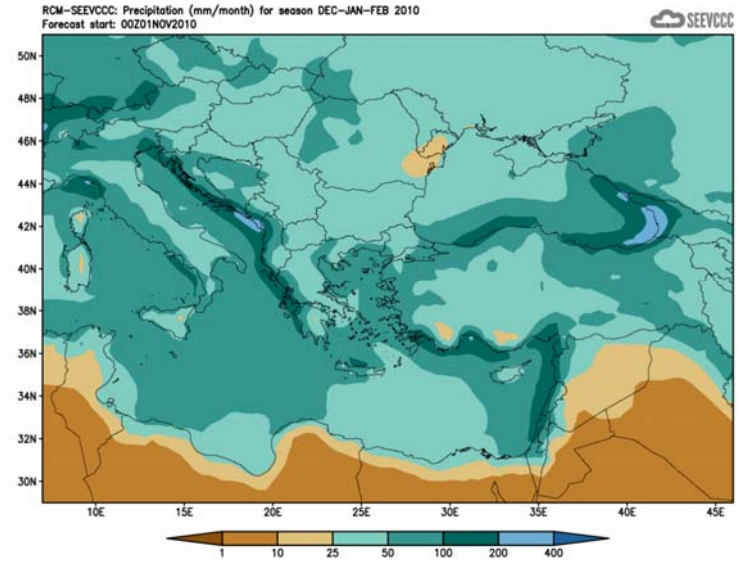 RCM-SEEVCCC: Precipitation (mm/month) for season DEC-JAN-FEB 2010
Forecast start: 00Z01NOV2010
SEEVCCC
50N
48N
46N
44N
42N
40N
38N
36N
34N
32N
30N
10E 15E 20E 25E 30E 35E 40E 45E
1 10 25 50 100 200 400